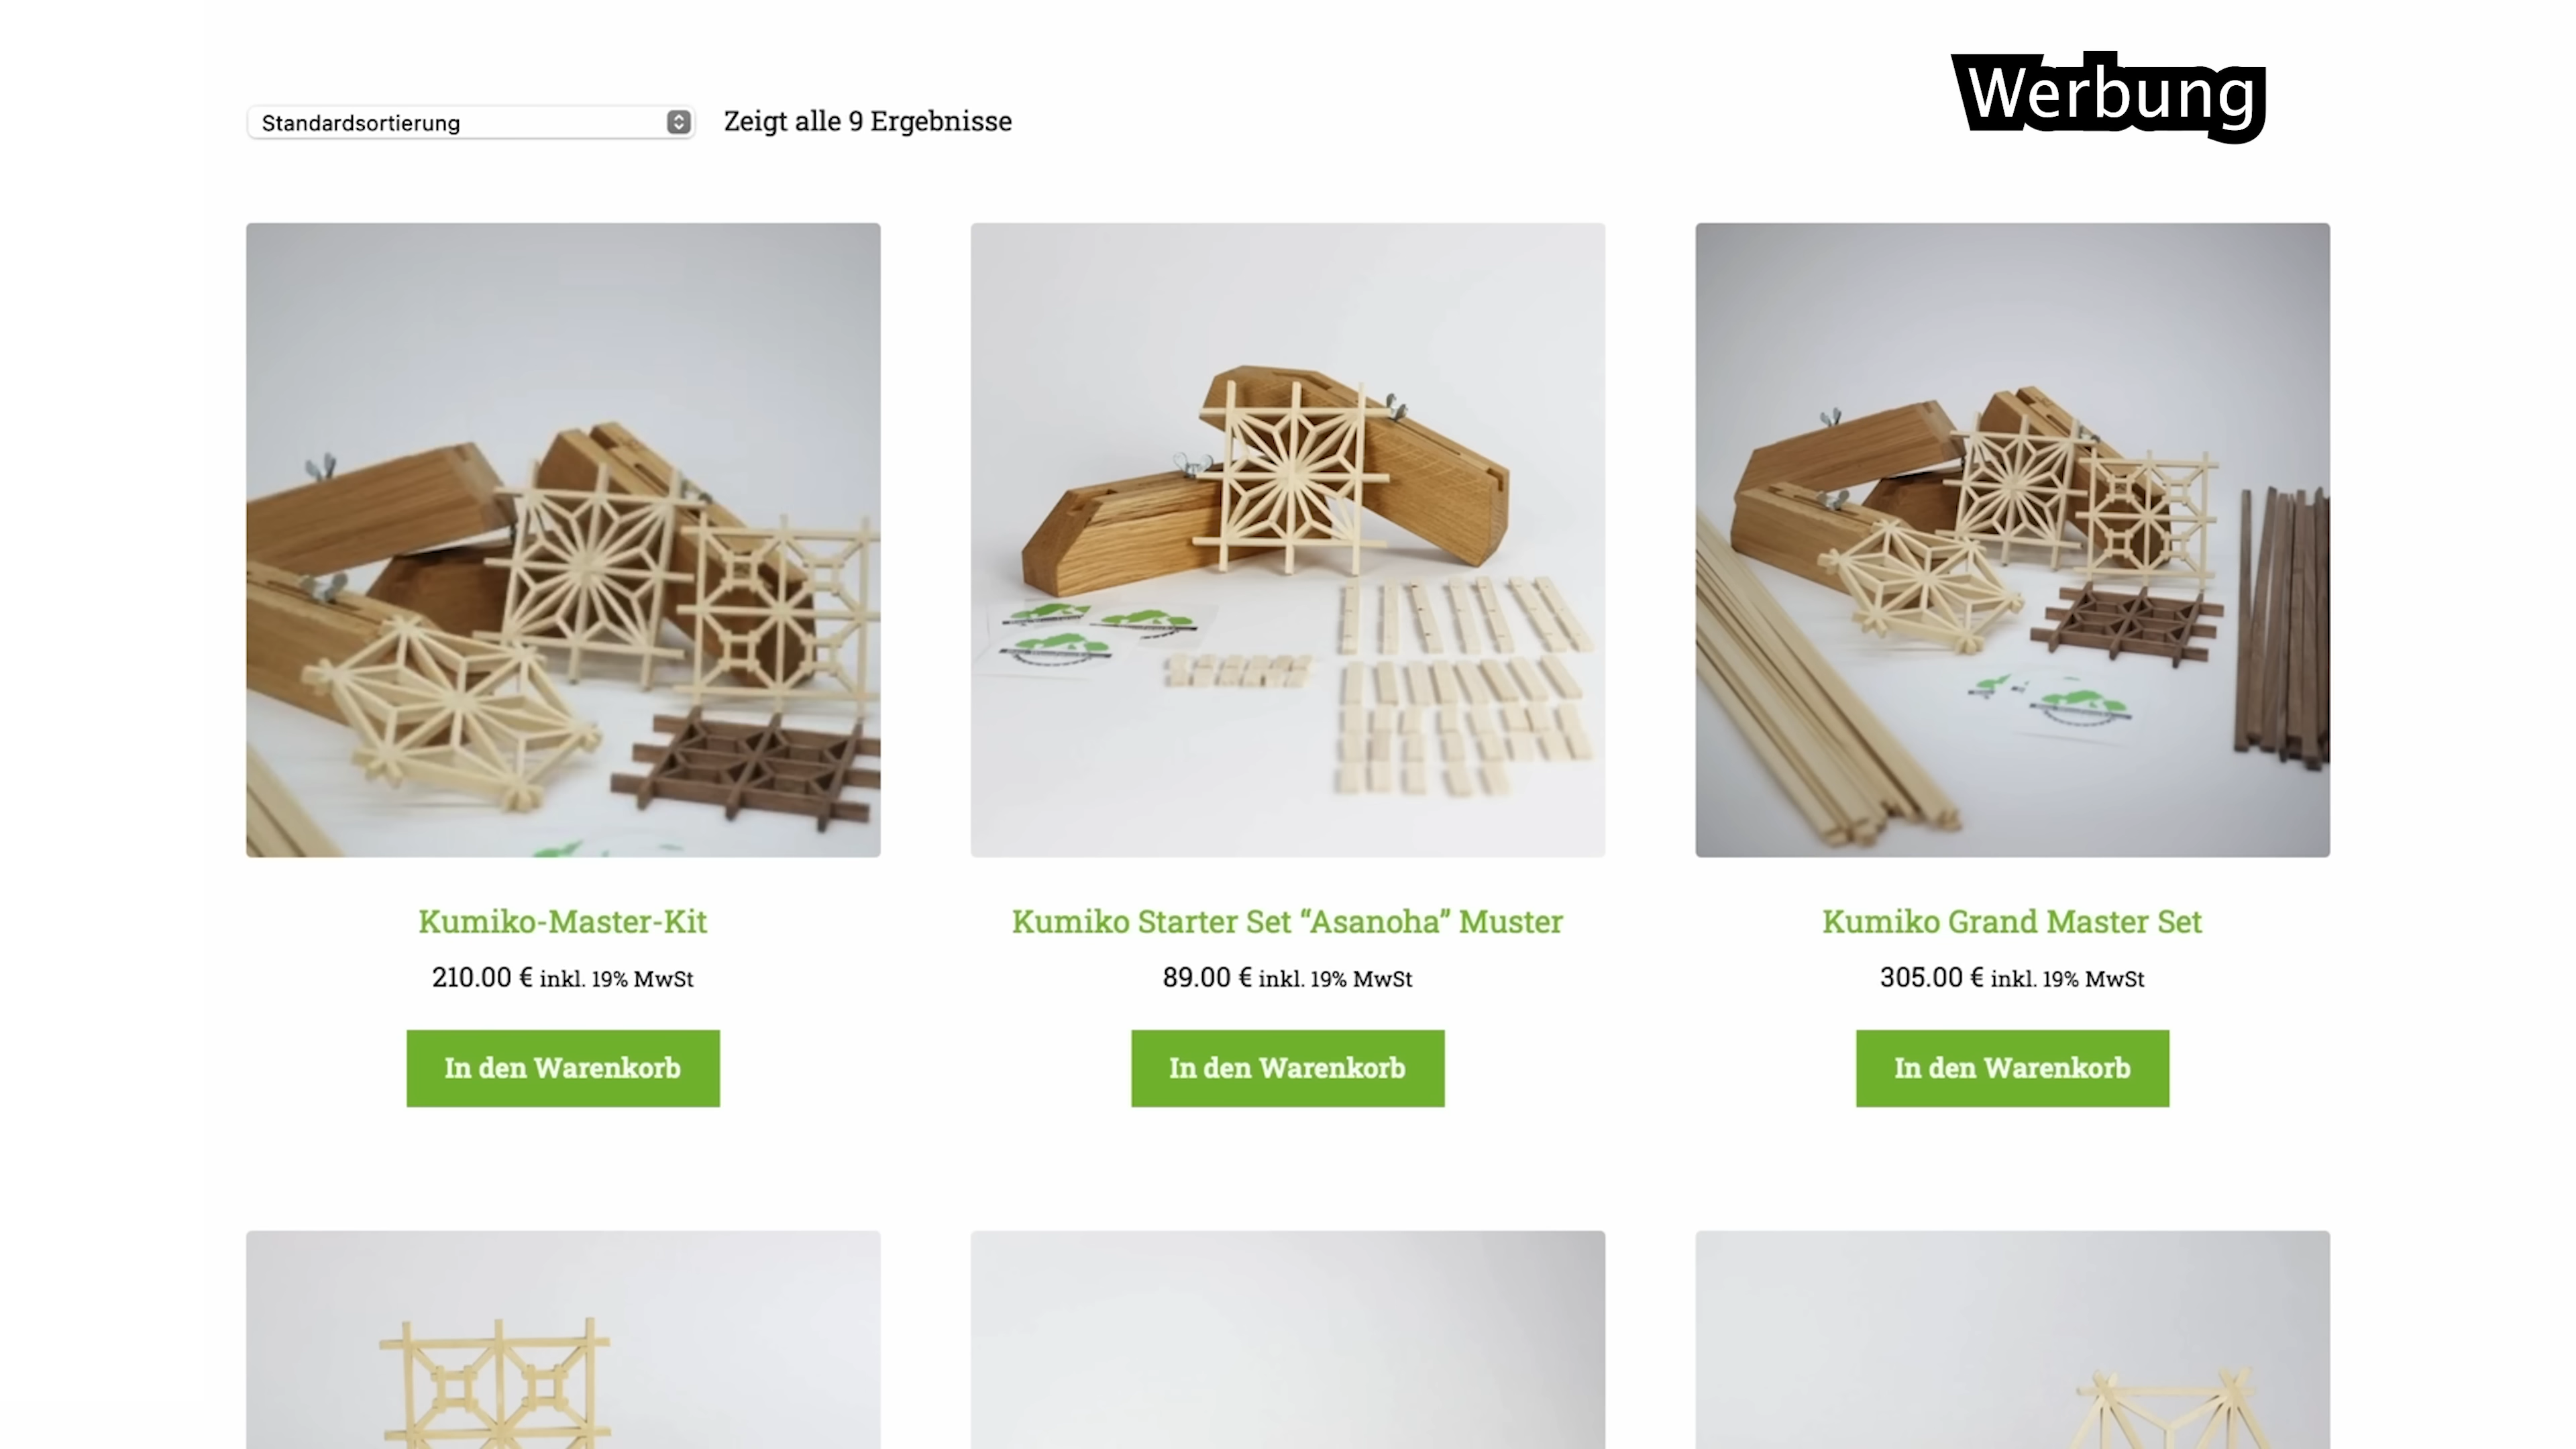 Werbung
Standardsortierung
Zeigt alle 9 Ergebnisse
Kumiko-Master-Kit
210.00 € inkl. 19% MwSt
In den Warenkorb
Kumiko Starter Set “Asanoha” Muster
89.00 € inkl. 19% MwSt
In den Warenkorb
Kumiko Grand Master Set
305.00 € inkl. 19% MwSt
In den Warenkorb